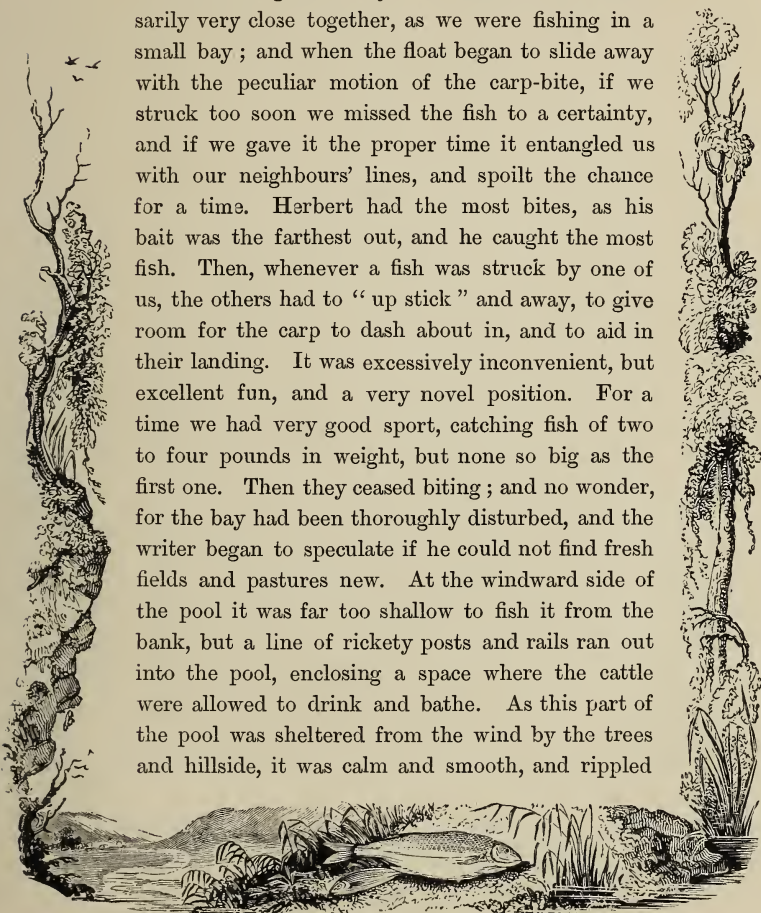 sarily very close together, as we were fishing in a
small bay ; and when the float began to slide away
with the peculiar motion of the carp-bite, if we
struck too soon we missed the fish to a certainty,
and if we gave it the proper time it entangled us
with our neighbours' lines, and spoilt the chance
for a time. Herbert had the most bites, as his
bait was the farthest out, and he caught the most
fish. Then, whenever a fish was struck by one of
us, the others had to “ up stick ” and away, to give
room for the carp to dash about in, and to aid in
their landing. It was excessively inconvenient, but
excellent fun, and a very novel position. For a
time we had very good sport, catching fish of two
to four pounds in weight, but none so big as the
first one. Then they ceased biting ; and no wonder,
for the bay had been thoroughly disturbed, and the
writer began to speculate if he could not find fresh
fields and pastures new. At the windward side of
the pool it was far too shallow to fish it from the
bank, but a line of rickety posts and rails ran out
into the pool, enclosing a space where the cattle
were allowed to drink and bathe. As this part of
the pool was sheltered from the wind by the trees
and hillside, it was calm and smooth, and rippled